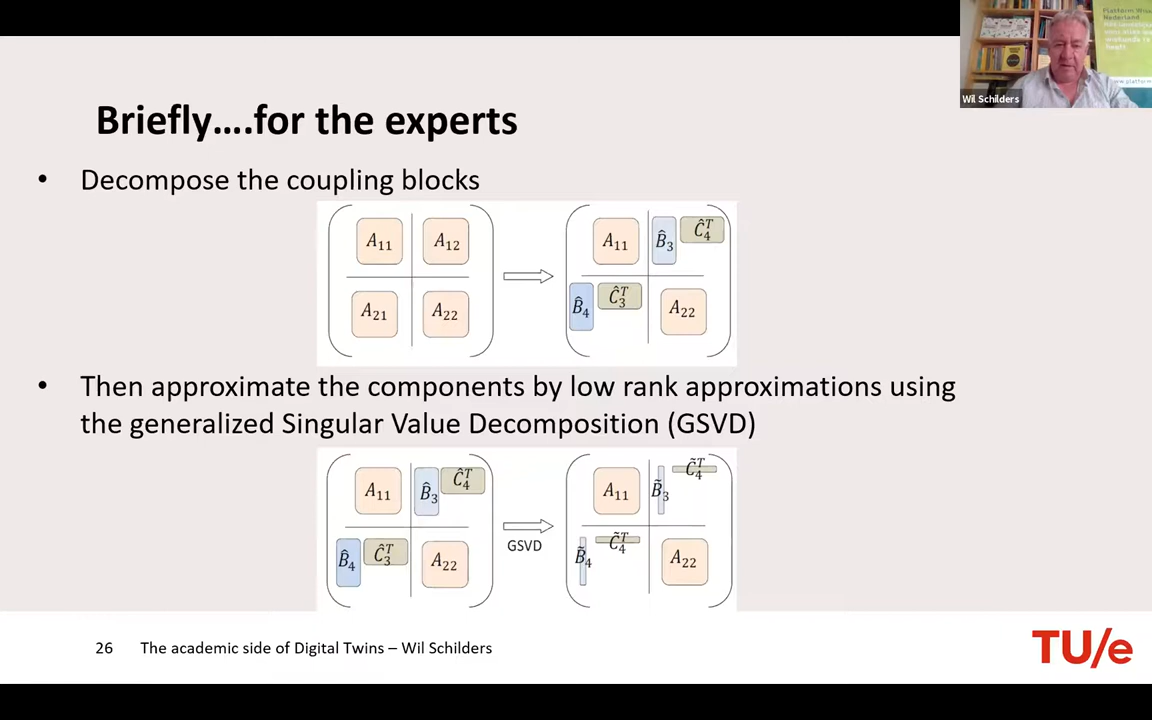 Platform Wis
Nederland
Wil Schilders
Briefly....for the experts
• Decompose the coupling blocks
A₁₁ A₁₂ A₁₁ B̂₃ Ĉ₄ᵀ
A₂₁ A₂₂ B̂₄ Ĉ₃ᵀ A₂₂
• Then approximate the components by low rank approximations using
the generalized Singular Value Decomposition (GSVD)
A₁₁ B̂₃ Ĉ₄ᵀ A₁₁ B̃₃ C̃₄ᵀ
GSVD
B̂₄ Ĉ₃ᵀ A₂₂ B̃₄ C̃₄ᵀ A₂₂
26 The academic side of Digital Twins – Wil Schilders
TU/e